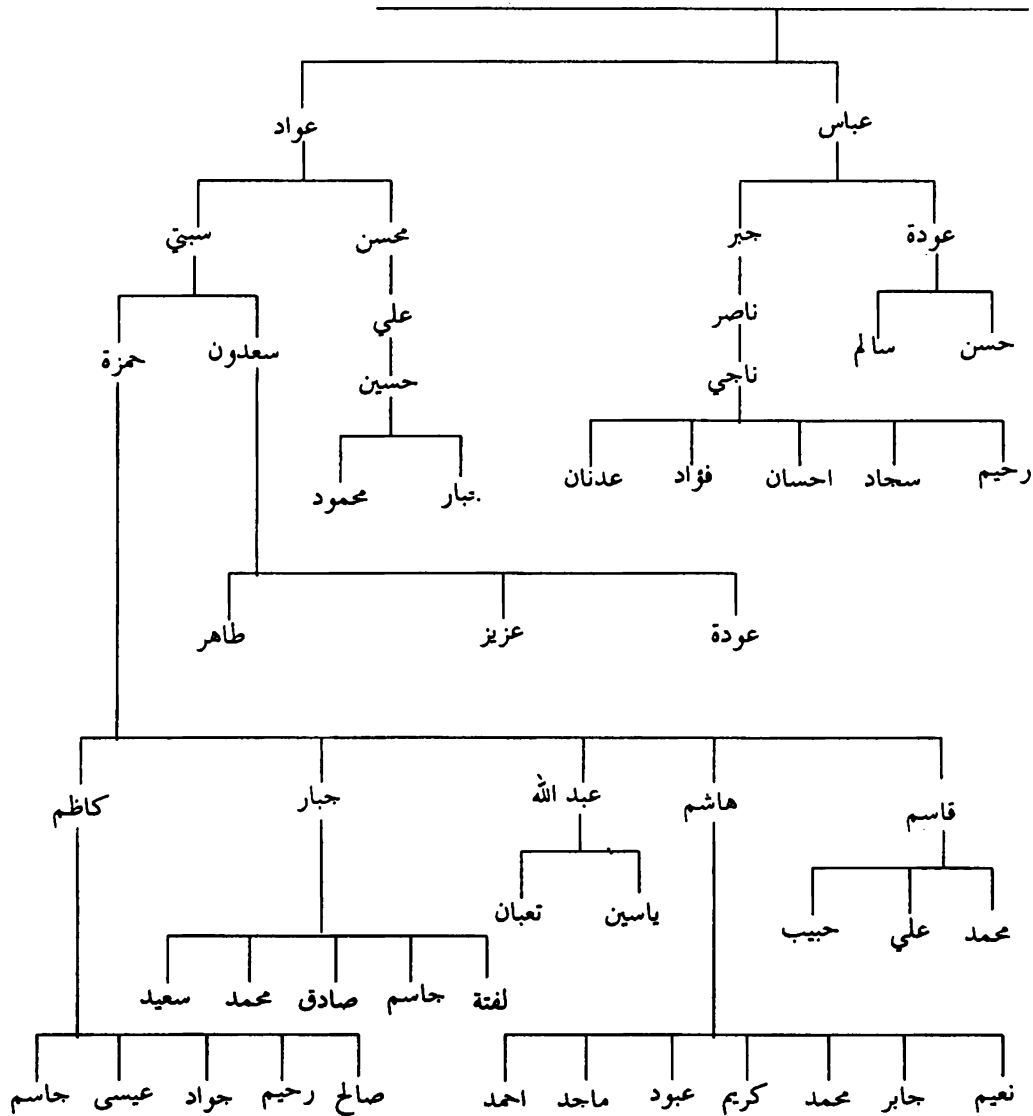 عباس عواد
عودة جبر محسن سبتي
ناصر علي
حسن سالم سعدون حمزة
ناجي حسين
رحيم سجاد احسان فؤاد عدنان
تبار محمود
عودة عزيز طاهر
قاسم هاشم عبد الله جبار كاظم
ياسين تعبان
محمد علي حبيب
لفتة جاسم صادق محمد سعيد
نعيم جابر محمد كريم عبود ماجد احمد صالح رحيم جواد عيسى جاسم